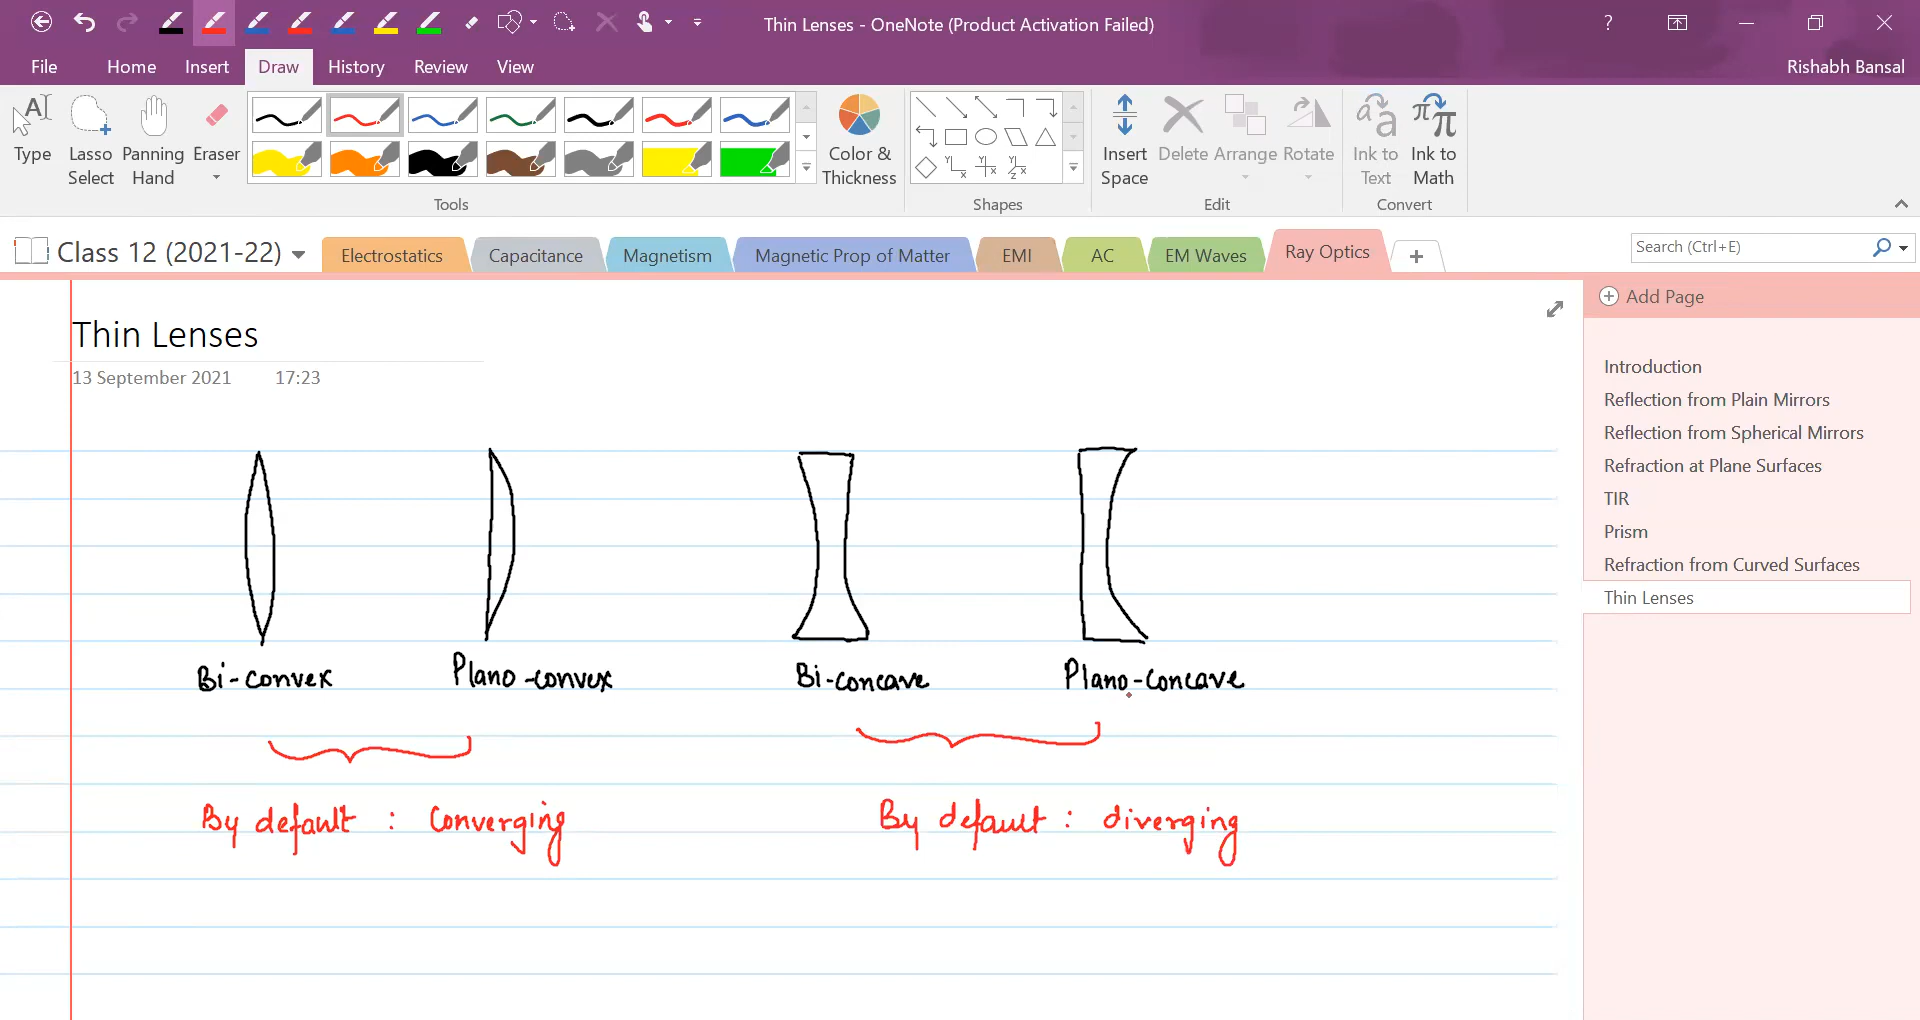 Thin Lenses - OneNote (Product Activation Failed)
?
File Home Insert Draw History Review View
Rishabh Bansal
Type
Lasso Select
Panning Hand
Eraser
Color & Thickness
Insert Space
Delete
Arrange
Rotate
Ink to Text
Ink to Math
Tools
Shapes
Edit
Convert
Class 12 (2021-22)
Electrostatics
Capacitance
Magnetism
Magnetic Prop of Matter
EMI
AC
EM Waves
Ray Optics
Search (Ctrl+E)
Add Page
Introduction
Reflection from Plain Mirrors
Reflection from Spherical Mirrors
Refraction at Plane Surfaces
TIR
Prism
Refraction from Curved Surfaces
Thin Lenses
Thin Lenses
13 September 2021 17:23
Bi-convex Plano-convex Bi-concave Plano-concave
By default : Converging By default : diverging